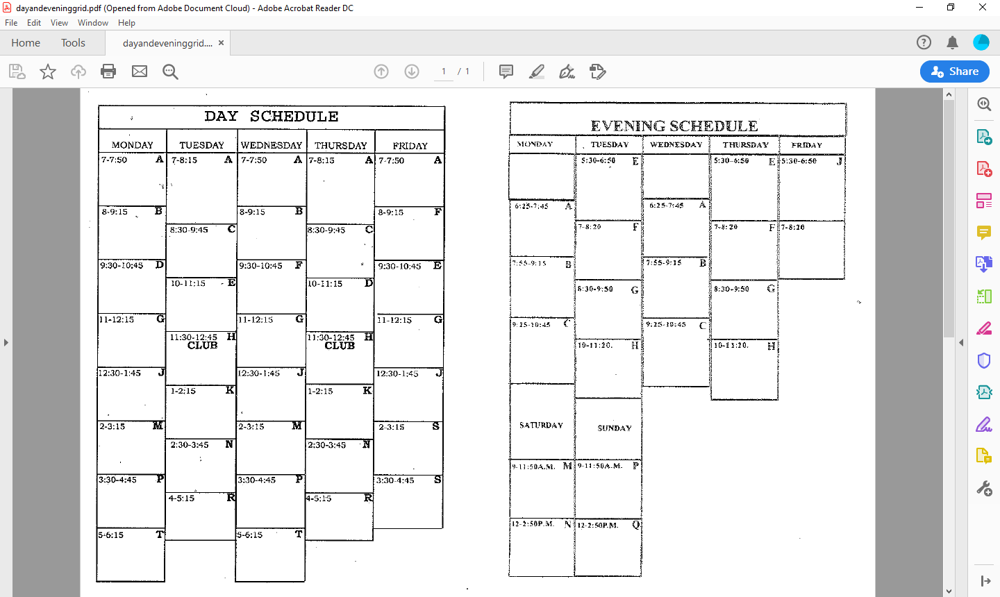 dayandeveninggrid.pdf (Opened from Adobe Document Cloud) - Adobe Acrobat Reader DC
File Edit View Window Help
Home Tools dayandeveninggrid.... ×
1 / 1 Share
DAY SCHEDULE
MONDAY TUESDAY WEDNESDAY THURSDAY FRIDAY
7-7:50 A 7-8:15 A 7-7:50 A 7-8:15 A 7-7:50 A
8-9:15 B 8-9:15 B 8-9:15 F
8:30-9:45 C 8:30-9:45 C
9:30-10:45 D 9:30-10:45 F 9:30-10:45 E
10-11:15 E 10-11:15 D
11-12:15 G 11-12:15 G 11-12:15 G
11:30-12:45 H 11:30-12:45 H
CLUB CLUB
12:30-1:45 J 12:30-1:45 J 12:30-1:45 J
1-2:15 K 1-2:15 K
2-3:15 M 2-3:15 M 2-3:15 S
2:30-3:45 N 2:30-3:45 N
3:30-4:45 P 3:30-4:45 P 3:30-4:45 S
4-5:15 R 4-5:15 R
5-6:15 T 5-6:15 T
EVENING SCHEDULE
MONDAY TUESDAY WEDNESDAY THURSDAY FRIDAY
5:30-6:50 E 5:30-6:50 E 5:30-6:50 J
6:25-7:45 A 6:25-7:45 A
7-8:20 F 7-8:20 F 7-8:20
7:55-9:15 B 7:55-9:15 B
8:30-9:50 G 8:30-9:50 G
9:25-10:45 C 9:25-10:45 C
10-11:20. H 10-11:20. H
SATURDAY SUNDAY
9-11:50A.M. M 9-11:50A.M. P
12-2:50P.M. N 12-2:50P.M. Q